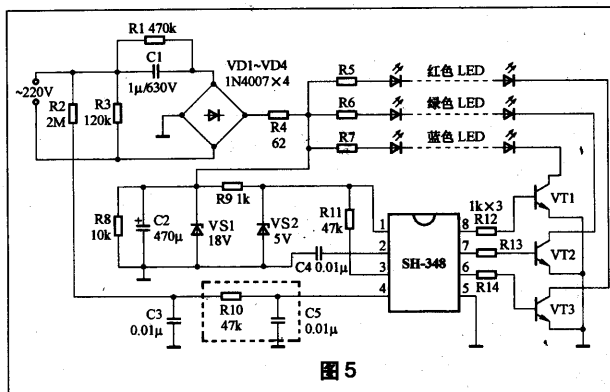 R1 470k
C1
1μ/630V
VD1~VD4
1N4007×4
~220V
R2
2M
R3
120k
R4
62
R5
红色 LED
R6
绿色 LED
R7
蓝色 LED
R8
10k
+
C2
470μ
R9 1k
VS1
18V
VS2
5V
R11
47k
C4 0.01μ
1
2
3
4
SH-348
8
7
6
5
1k×3
R12
R13
R14
VT1
VT2
VT3
C3
0.01μ
R10
47k
C5
0.01μ
图5